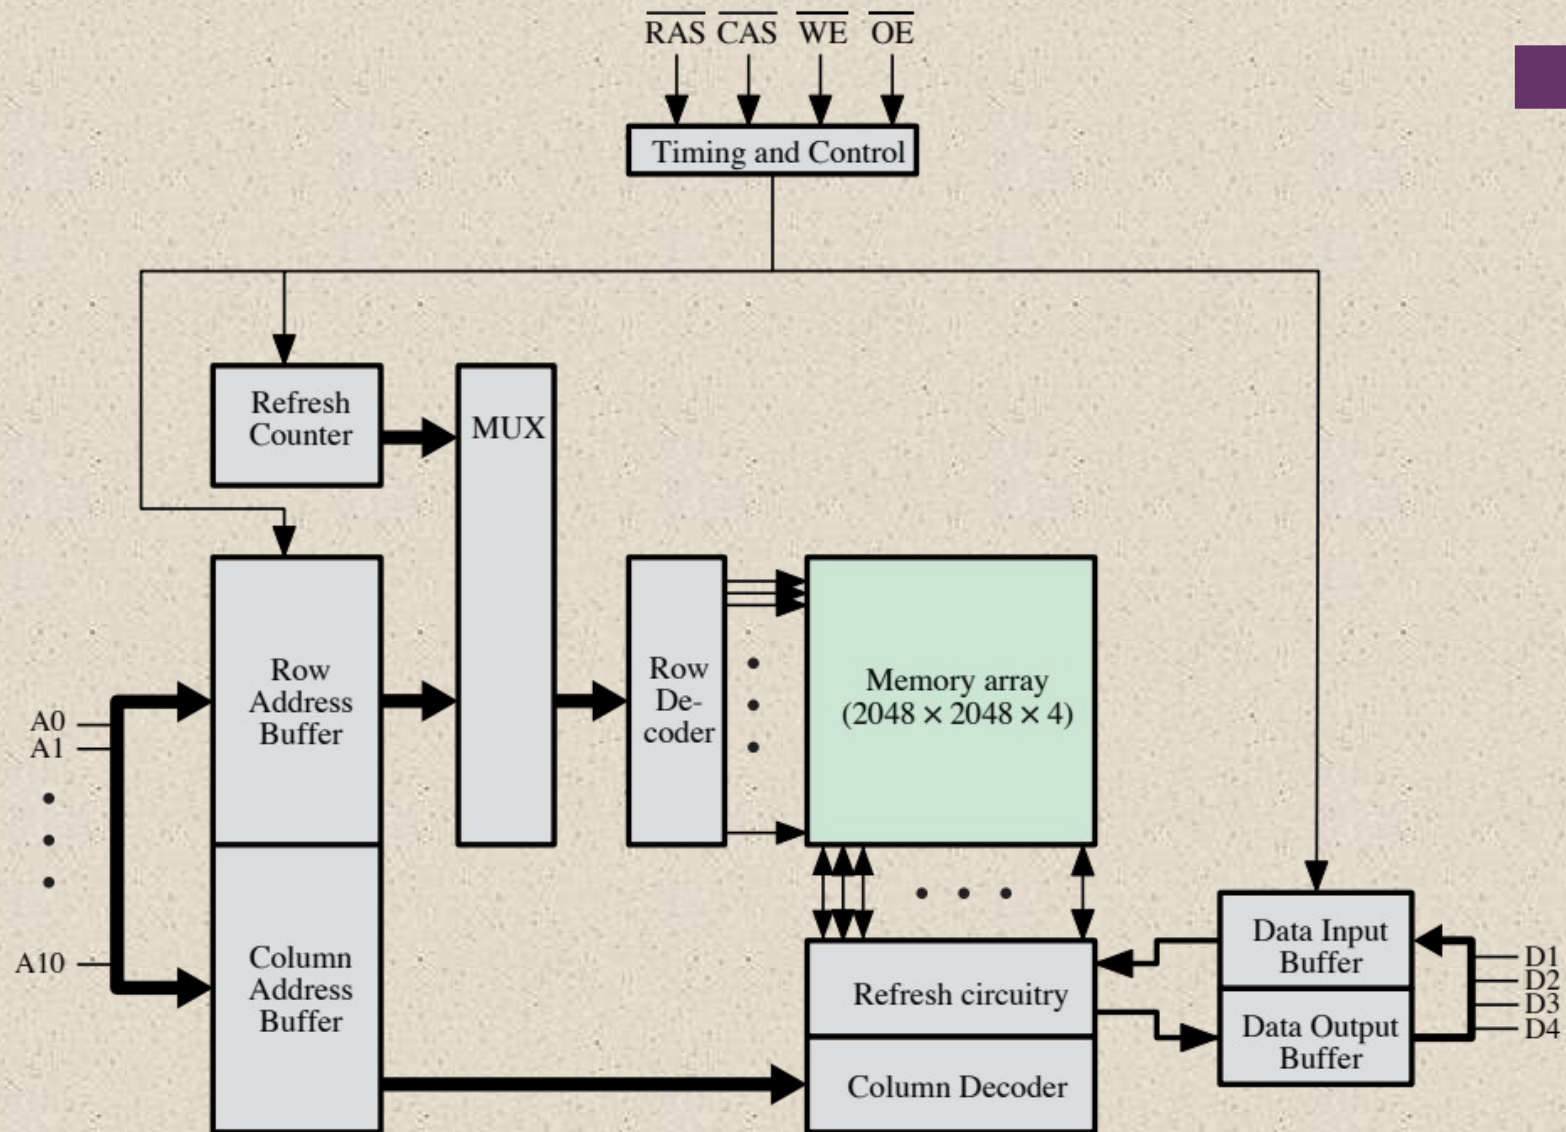 RAS CAS WE OE
Timing and Control
Refresh
Counter
MUX
Row
Address
Buffer
Row
De-
coder
Memory array
(2048 × 2048 × 4)
A0
A1
A10
Column
Address
Buffer
Refresh circuitry
Column Decoder
Data Input
Buffer
Data Output
Buffer
D1
D2
D3
D4